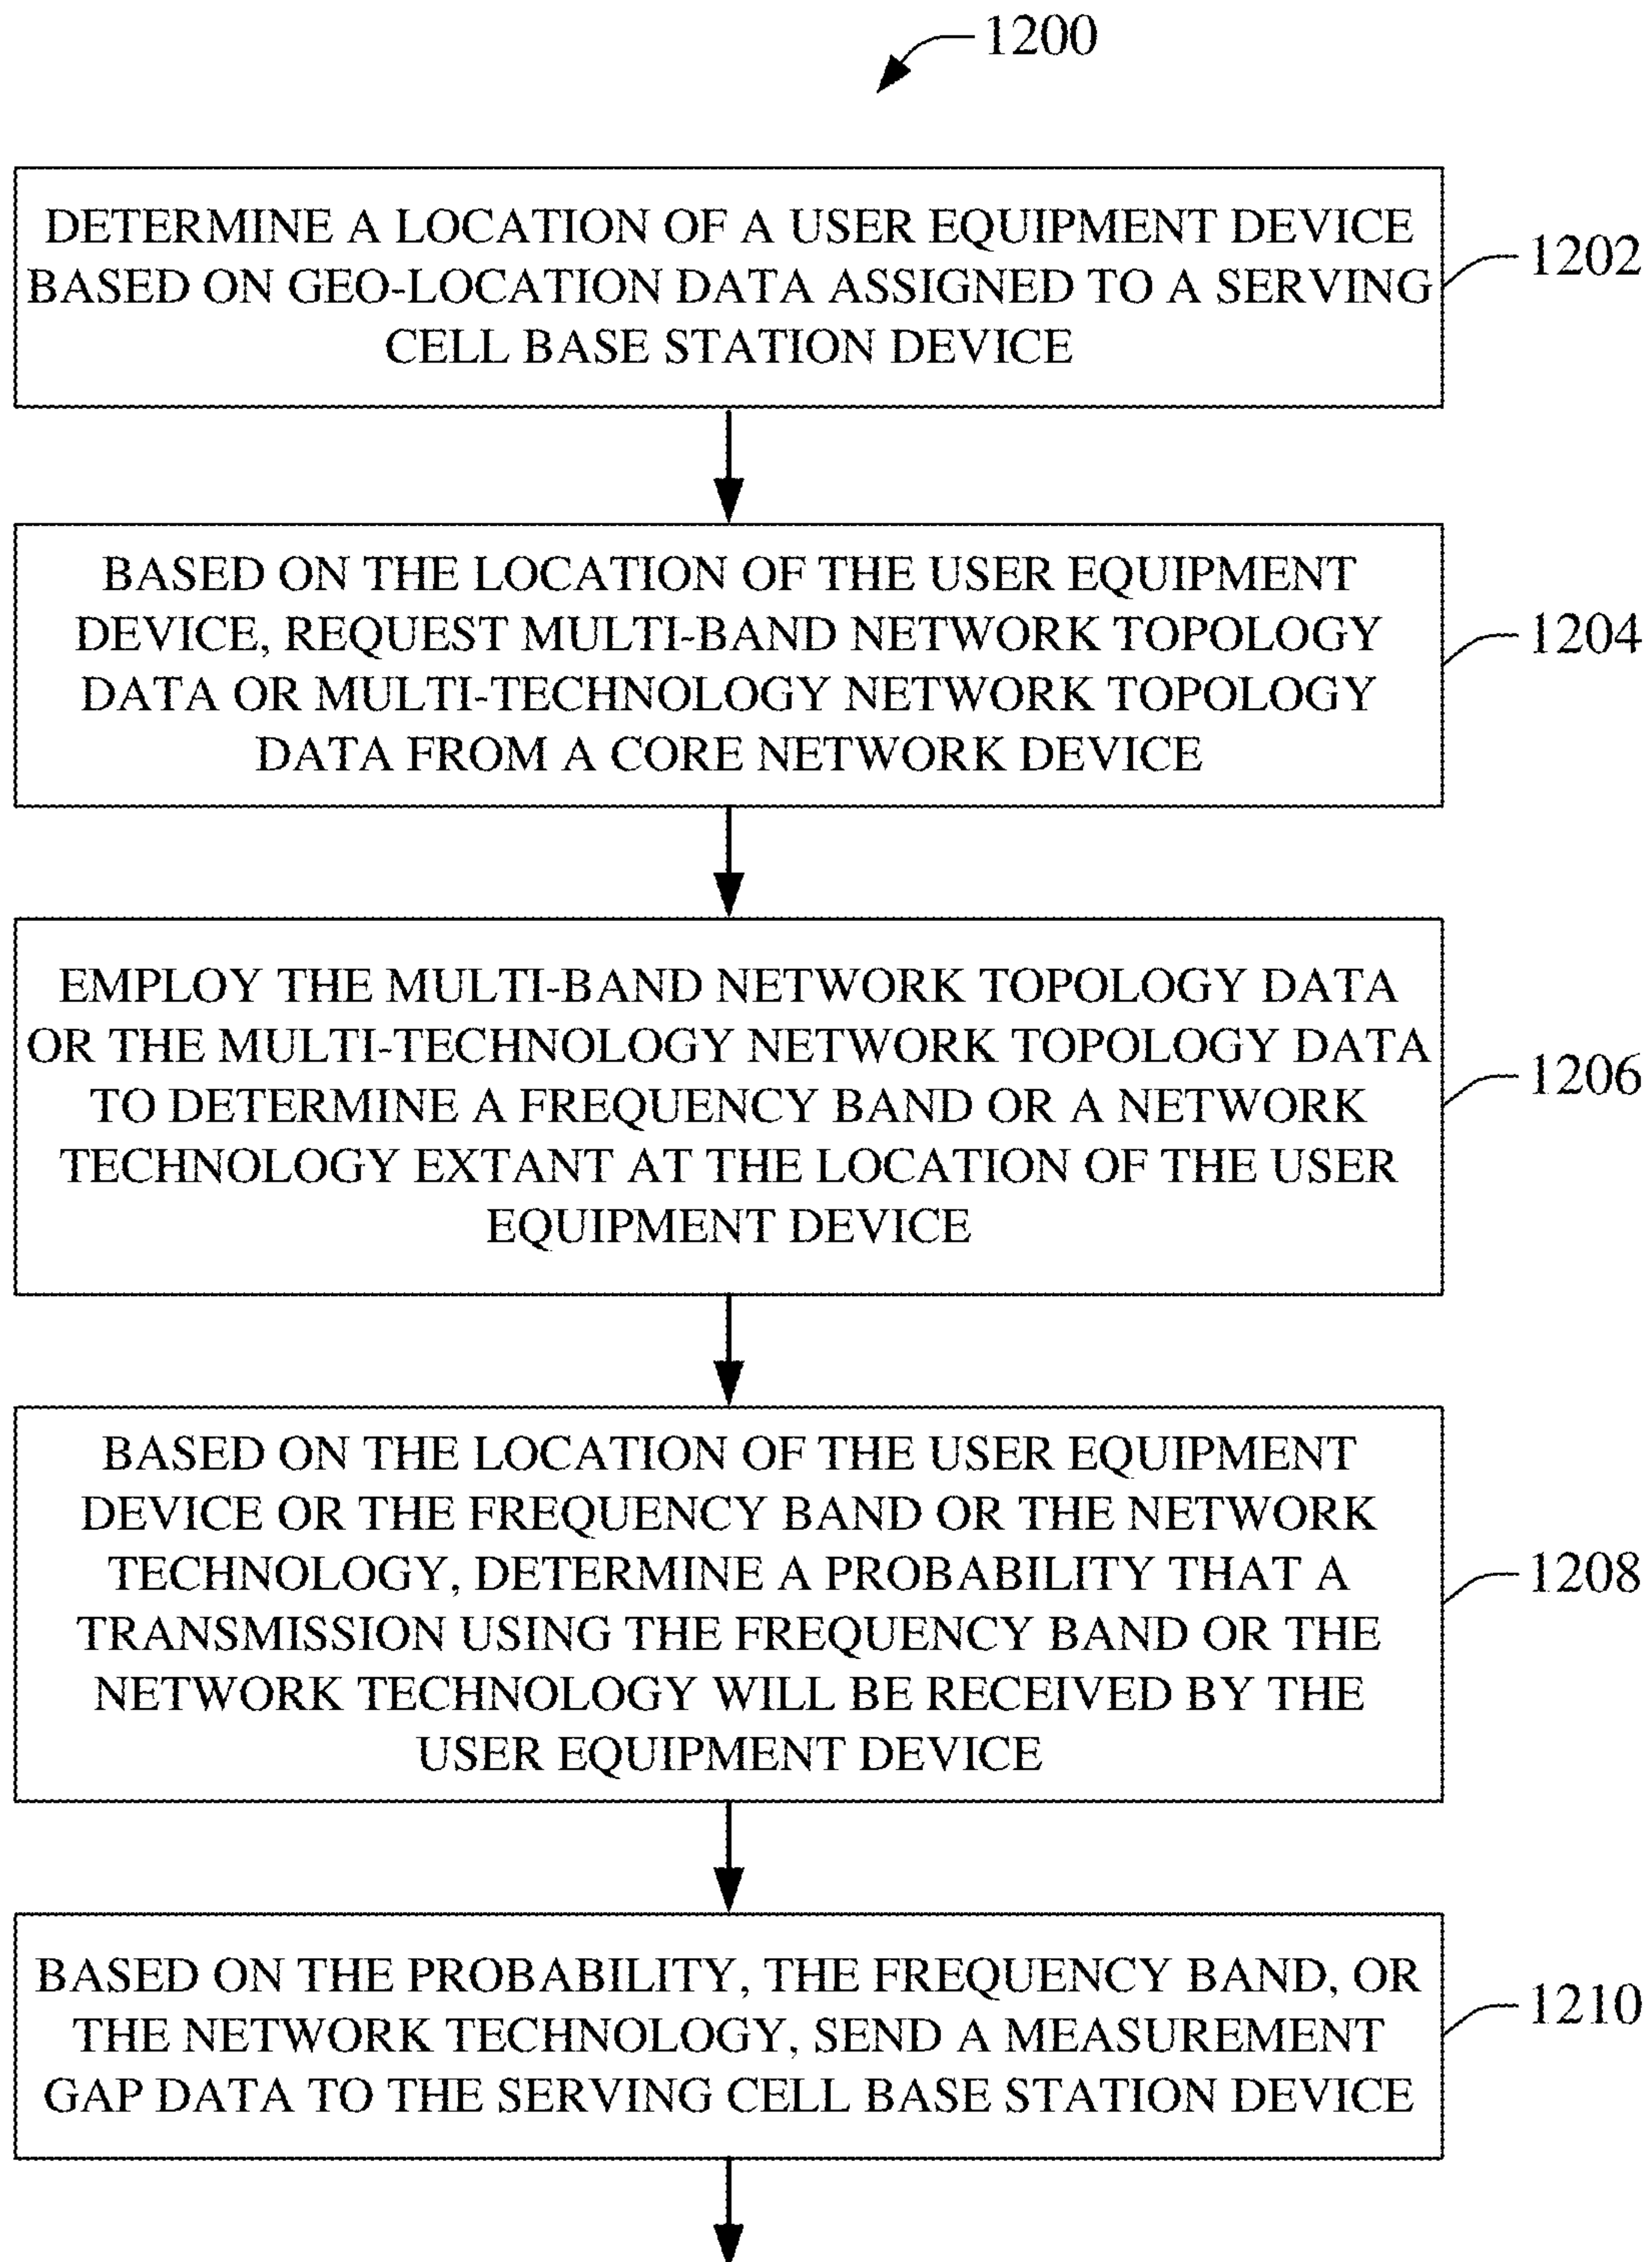 1200
DETERMINE A LOCATION OF A USER EQUIPMENT DEVICE
BASED ON GEO-LOCATION DATA ASSIGNED TO A SERVING
CELL BASE STATION DEVICE
1202
BASED ON THE LOCATION OF THE USER EQUIPMENT
DEVICE, REQUEST MULTI-BAND NETWORK TOPOLOGY
DATA OR MULTI-TECHNOLOGY NETWORK TOPOLOGY
DATA FROM A CORE NETWORK DEVICE
1204
EMPLOY THE MULTI-BAND NETWORK TOPOLOGY DATA
OR THE MULTI-TECHNOLOGY NETWORK TOPOLOGY DATA
TO DETERMINE A FREQUENCY BAND OR A NETWORK
TECHNOLOGY EXTANT AT THE LOCATION OF THE USER
EQUIPMENT DEVICE
1206
BASED ON THE LOCATION OF THE USER EQUIPMENT
DEVICE OR THE FREQUENCY BAND OR THE NETWORK
TECHNOLOGY, DETERMINE A PROBABILITY THAT A
TRANSMISSION USING THE FREQUENCY BAND OR THE
NETWORK TECHNOLOGY WILL BE RECEIVED BY THE
USER EQUIPMENT DEVICE
1208
BASED ON THE PROBABILITY, THE FREQUENCY BAND, OR
THE NETWORK TECHNOLOGY, SEND A MEASUREMENT
GAP DATA TO THE SERVING CELL BASE STATION DEVICE
1210